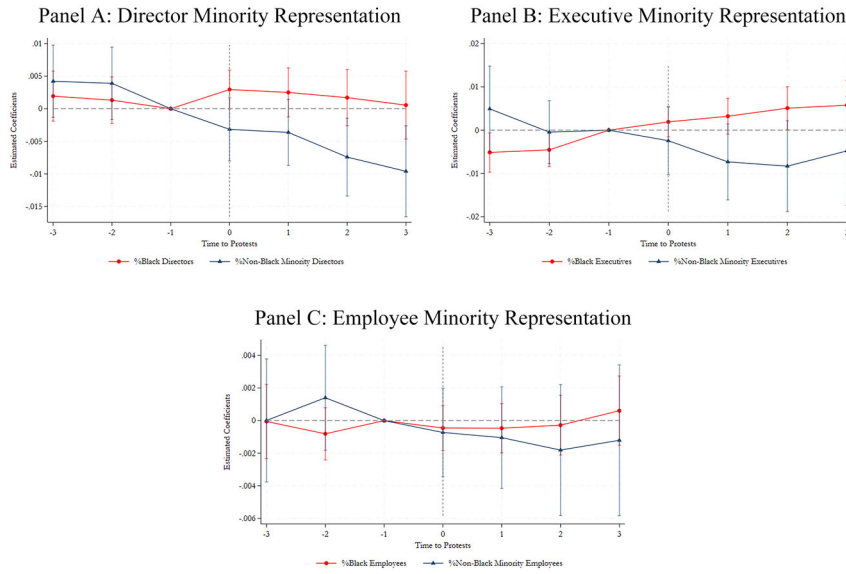 Panel A: Director Minority Representation
Panel B: Executive Minority Representation
.01
.005
0
-.005
-.01
-.015
Estimated Coefficients
-3 -2 -1 0 1 2 3
Time to Protests
%Black Directors %Non-Black Minority Directors
.02
.01
0
-.01
-.02
Estimated Coefficients
-3 -2 -1 0 1 2 3
Time to Protests
%Black Executives %Non-Black Minority Executives
Panel C: Employee Minority Representation
.004
.002
0
-.002
-.004
-.006
Estimated Coefficients
-3 -2 -1 0 1 2 3
Time to Protests
%Black Employees %Non-Black Minority Employees